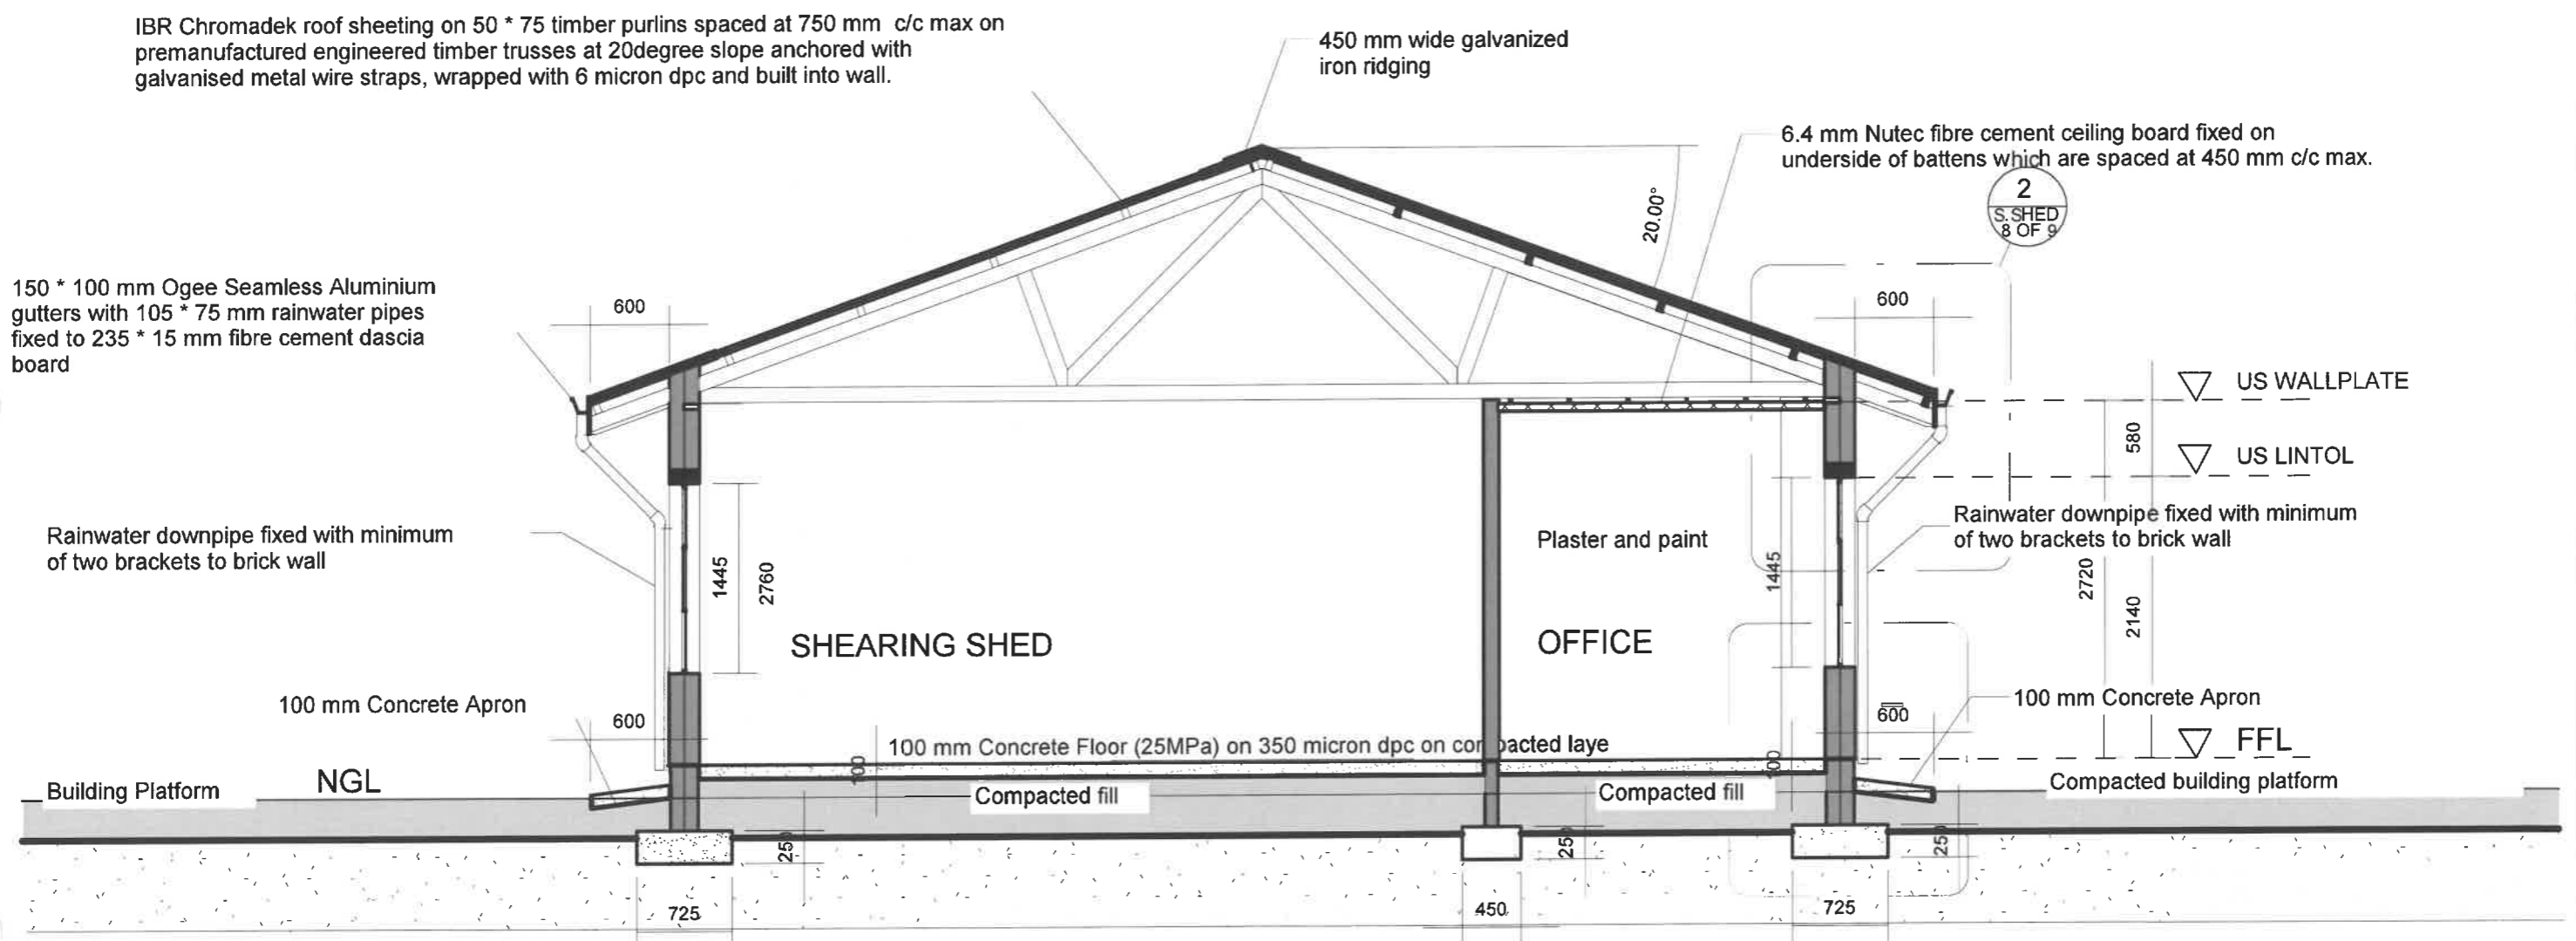 IBR Chromadek roof sheeting on 50 * 75 timber purlins spaced at 750 mm c/c max on
premanufactured engineered timber trusses at 20degree slope anchored with
galvanised metal wire straps, wrapped with 6 micron dpc and built into wall.
450 mm wide galvanized
iron ridging
6.4 mm Nutec fibre cement ceiling board fixed on
underside of battens which are spaced at 450 mm c/c max.
2
S. SHED
8 OF 9
20.00°
150 * 100 mm Ogee Seamless Aluminium
gutters with 105 * 75 mm rainwater pipes
fixed to 235 * 15 mm fibre cement dascia
board
600
600
US WALLPLATE
580
US LINTOL
Rainwater downpipe fixed with minimum
of two brackets to brick wall
Plaster and paint
Rainwater downpipe fixed with minimum
of two brackets to brick wall
1445
2760
1445
2720
2140
SHEARING SHED
OFFICE
100 mm Concrete Apron
600
600
100 mm Concrete Apron
100 mm Concrete Floor (25MPa) on 350 micron dpc on compacted laye
FFL
100
100
Building Platform
NGL
Compacted fill
Compacted fill
Compacted building platform
250
250
250
725
450
725